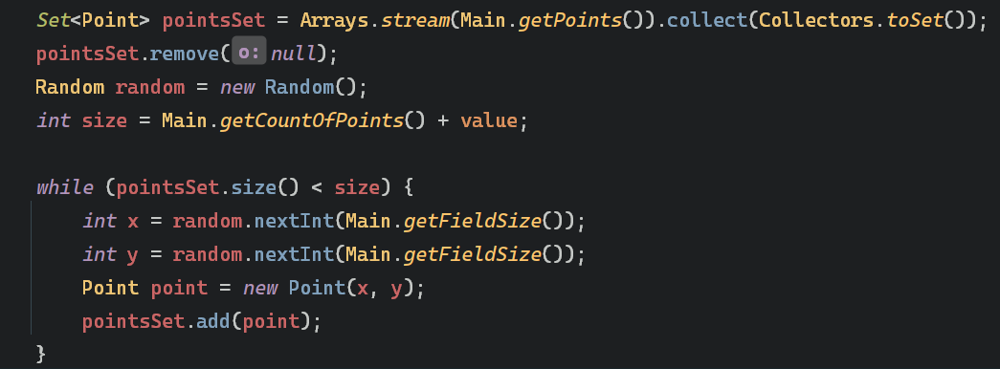 Set<Point> pointsSet = Arrays.stream(Main.getPoints()).collect(Collectors.toSet());
pointsSet.remove( o: null);
Random random = new Random();
int size = Main.getCountOfPoints() + value;
while (pointsSet.size() < size) {
int x = random.nextInt(Main.getFieldSize());
int y = random.nextInt(Main.getFieldSize());
Point point = new Point(x, y);
pointsSet.add(point);
}